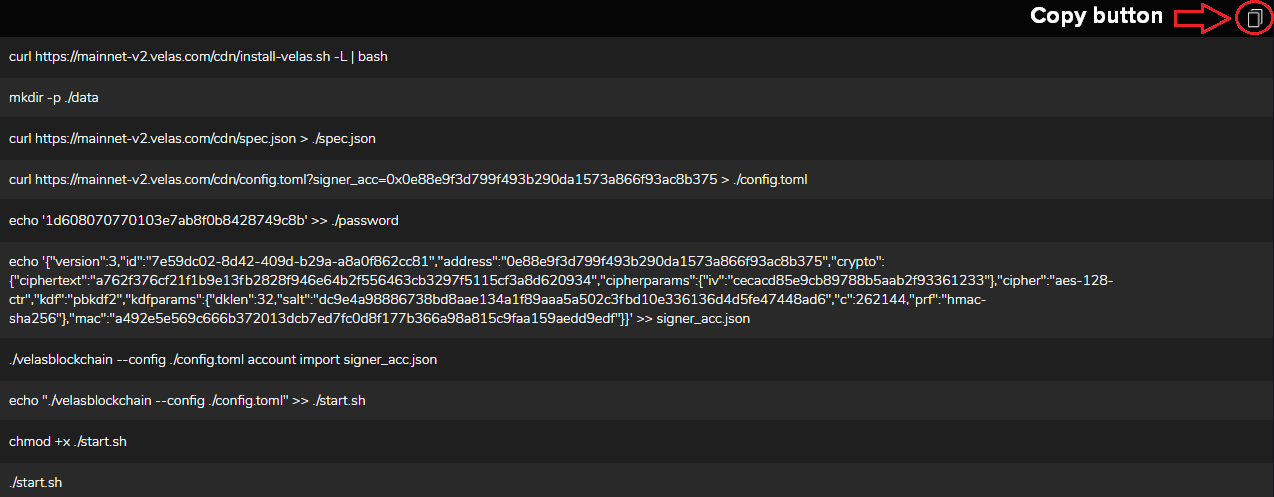 Copy button
curl https://mainnet-v2.velas.com/cdn/install-velas.sh -L | bash
mkdir -p ./data
curl https://mainnet-v2.velas.com/cdn/spec.json > ./spec.json
curl https://mainnet-v2.velas.com/cdn/config.toml?signer_acc=0x0e88e9f3d799f493b290da1573a866f93ac8b375 > ./config.toml
echo '1d608070770103e7ab8f0b8428749c8b' >> ./password
echo '{"version":3,"id":"7e59dc02-8d42-409d-b29a-a8a0f862cc81","address":"0e88e9f3d799f493b290da1573a866f93ac8b375","crypto":
{"ciphertext":"a762f376cf21f1b9e13fb2828f946e64b2f556463cb3297f5115cf3a8d620934","cipherparams":{"iv":"cecacd85e9cb89788b5aab2f93361233"},"cipher":"aes-128-
ctr","kdf":"pbkdf2","kdfparams":{"dklen":32,"salt":"dc9e4a98886738bd8aae134a1f89aaa5a502c3fbd10e336136d4d5fe47448ad6","c":262144,"prf":"hmac-
sha256"},"mac":"a492e5e569c666b372013dcb7ed7fc0d8f177b366a98a815c9faa159aedd9edf"}}' >> signer_acc.json
./velasblockchain --config ./config.toml account import signer_acc.json
echo "./velasblockchain --config ./config.toml" >> ./start.sh
chmod +x ./start.sh
./start.sh